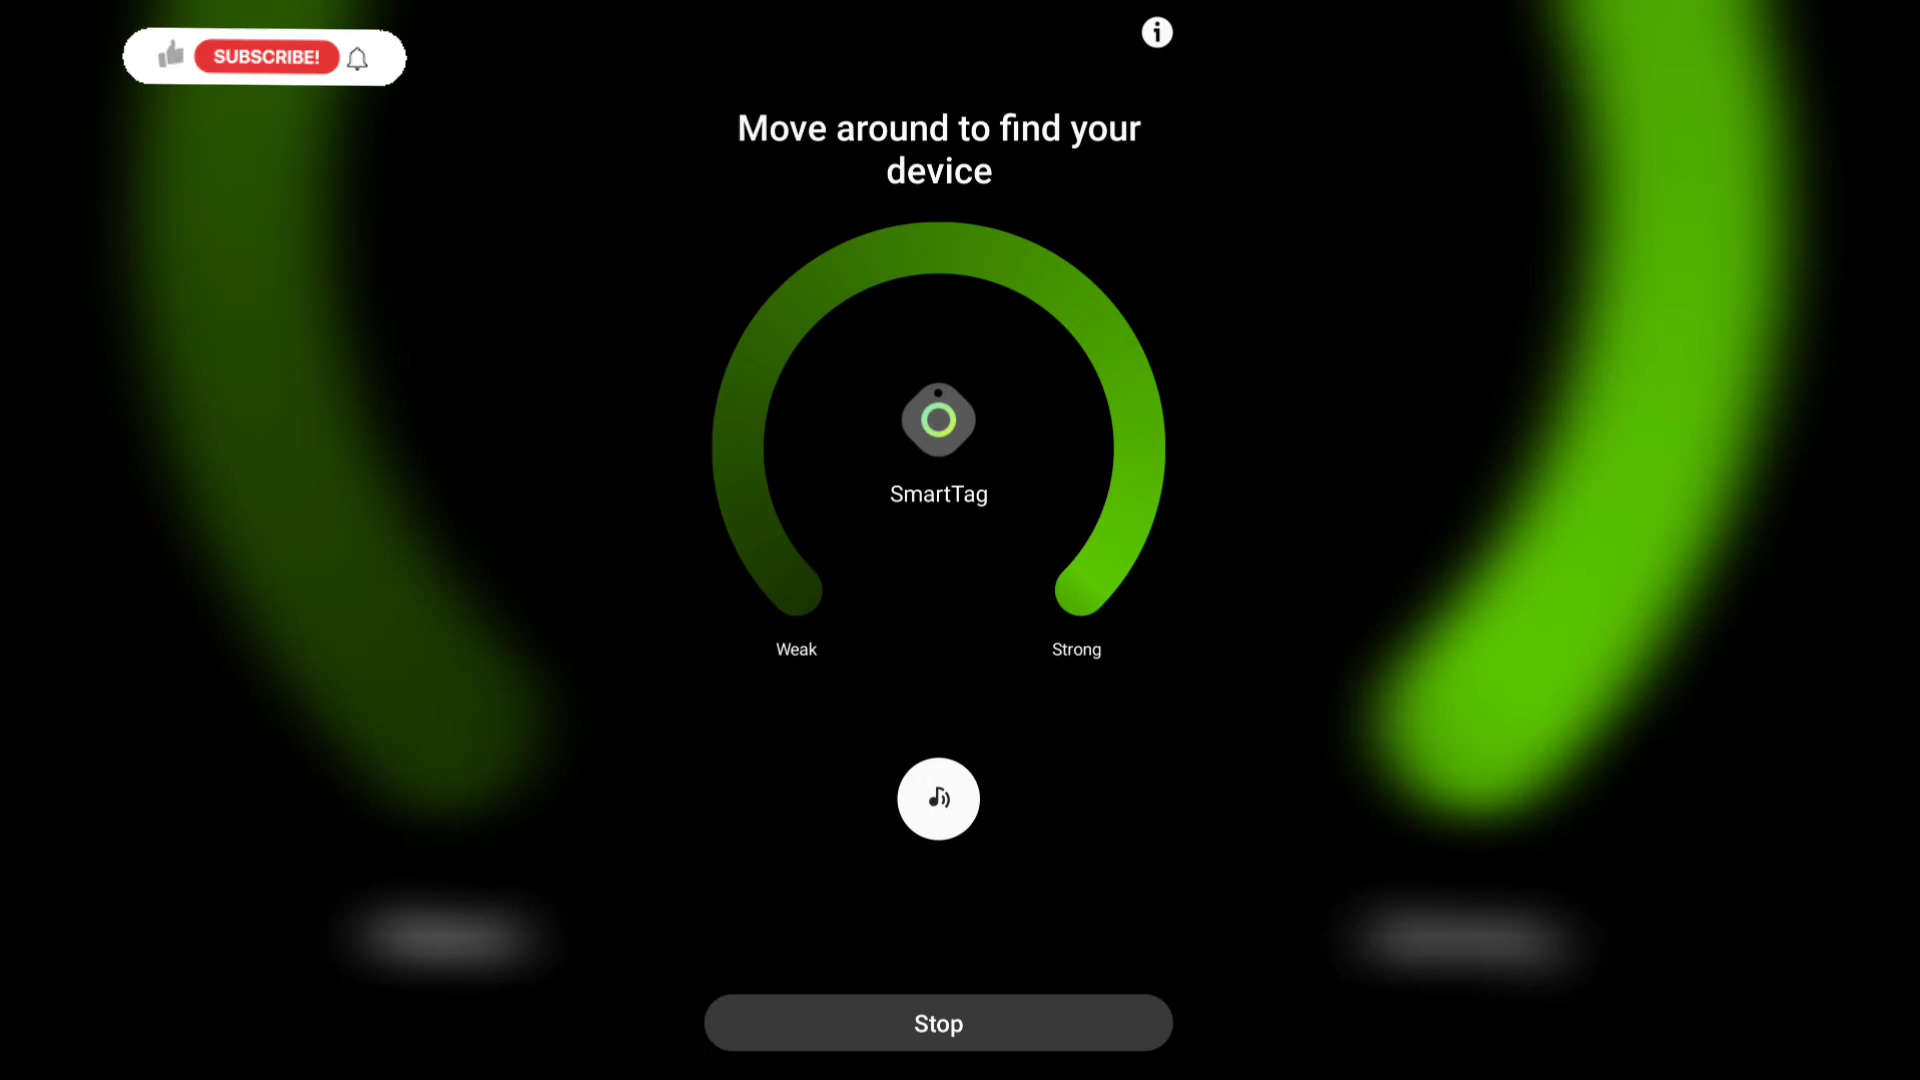 SUBSCRIBE!
Move around to find your
device
SmartTag
Weak
Strong
Stop